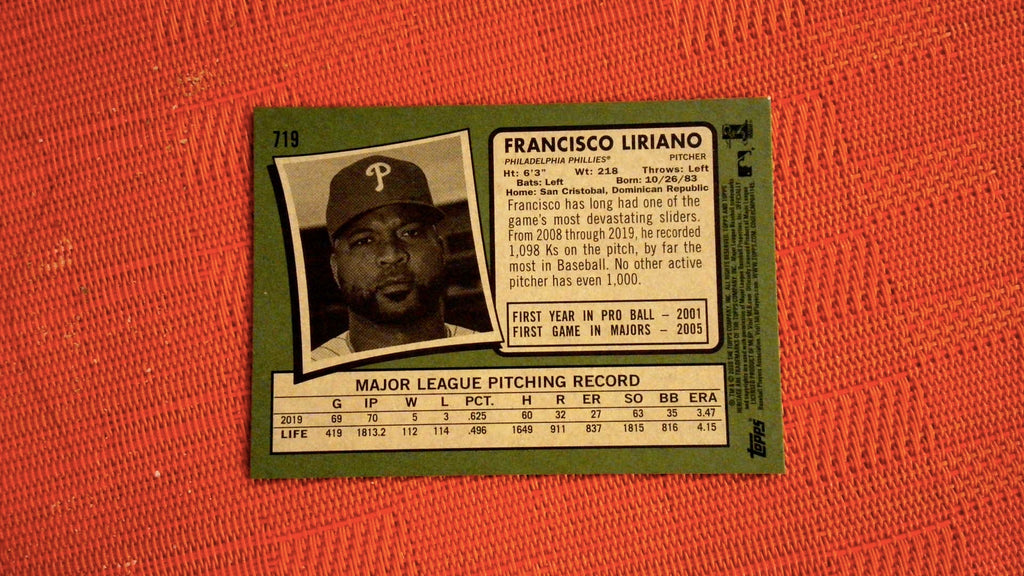 719
P
FRANCISCO LIRIANO
PHILADELPHIA PHILLIES® PITCHER
Ht: 6'3" Wt: 218 Throws: Left
Bats: Left Born: 10/26/83
Home: San Cristobal, Dominican Republic
Francisco has long had one of the
game's most devastating sliders.
From 2008 through 2019, he recorded
1,098 Ks on the pitch, by far the
most in Baseball. No other active
pitcher has even 1,000.
FIRST YEAR IN PRO BALL – 2001
FIRST GAME IN MAJORS – 2005
MAJOR LEAGUE PITCHING RECORD
G IP W L PCT. H R ER SO BB ERA
2019 69 70 5 3 .625 60 32 27 63 35 3.47
LIFE 419 1813.2 112 114 .496 1649 911 837 1815 816 4.15
Topps